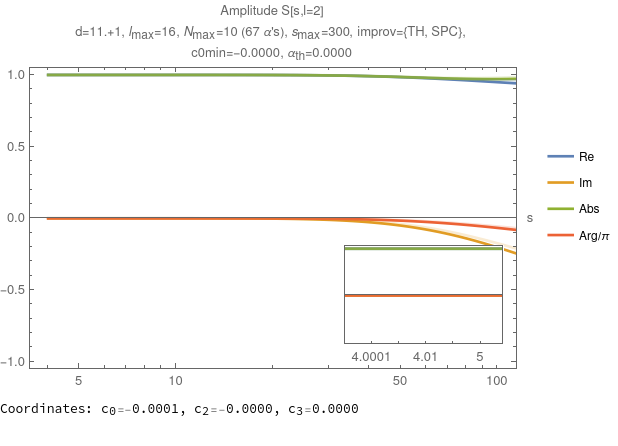 Amplitude S[s,l=2]
d=11.+1, lmax=16, Nmax=10 (67 α's), smax=300, improv={TH, SPC},
c0min=−0.0000, αth=0.0000
1.0
0.5
0.0
−0.5
−1.0
s
Re
Im
Abs
Arg/π
4.0001 4.01 5
5 10 50 100
Coordinates: c0=−0.0001, c2=−0.0000, c3=0.0000